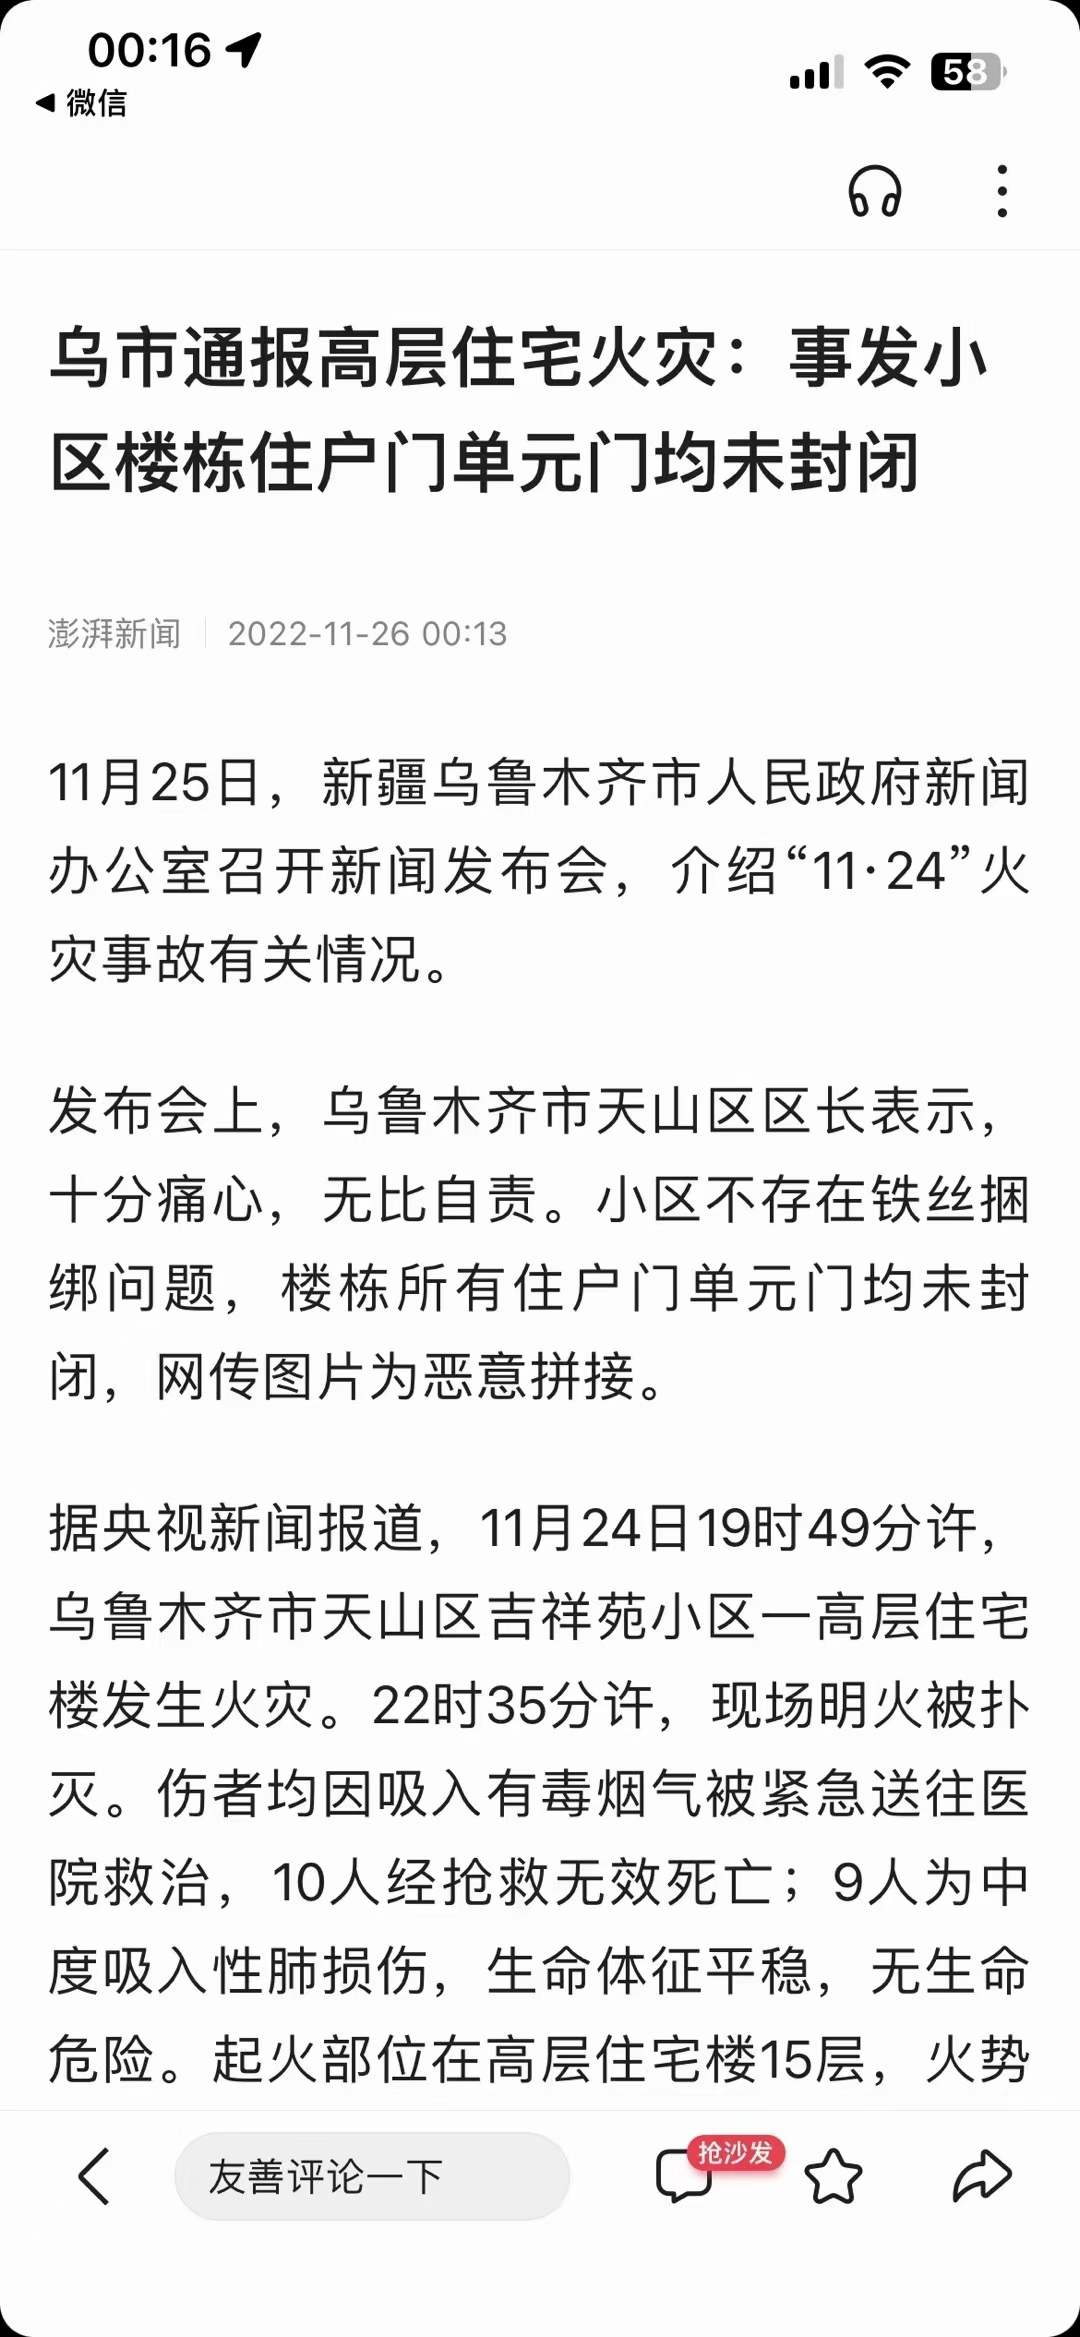 00:16
58
微信
乌市通报高层住宅火灾：事发小
区楼栋住户门单元门均未封闭
澎湃新闻 2022-11-26 00:13
11月25日，新疆乌鲁木齐市人民政府新闻
办公室召开新闻发布会，介绍“11·24”火
灾事故有关情况。
发布会上，乌鲁木齐市天山区区长表示，
十分痛心，无比自责。小区不存在铁丝捆
绑问题，楼栋所有住户门单元门均未封
闭，网传图片为恶意拼接。
据央视新闻报道，11月24日19时49分许，
乌鲁木齐市天山区吉祥苑小区一高层住宅
楼发生火灾。22时35分许，现场明火被扑
灭。伤者均因吸入有毒烟气被紧急送往医
院救治，10人经抢救无效死亡；9人为中
度吸入性肺损伤，生命体征平稳，无生命
危险。起火部位在高层住宅楼15层，火势
友善评论一下
抢沙发